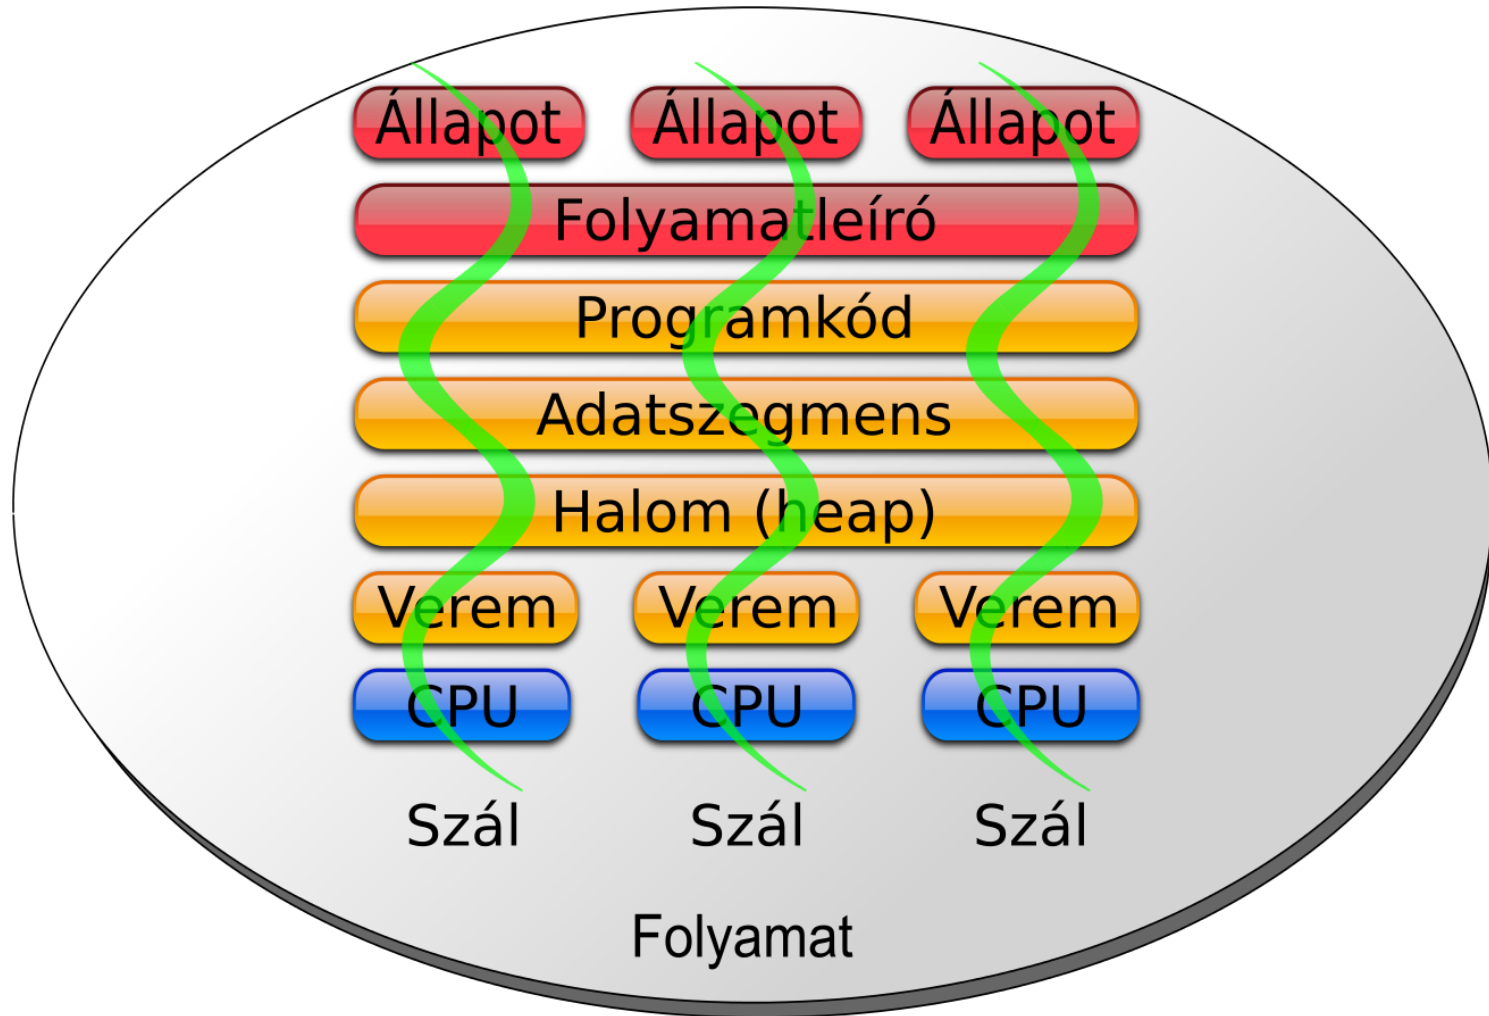 Állapot Állapot Állapot
Folyamatleíró
Programkód
Adatszegmens
Halom (heap)
Verem Verem Verem
CPU CPU CPU
Szál Szál Szál
Folyamat